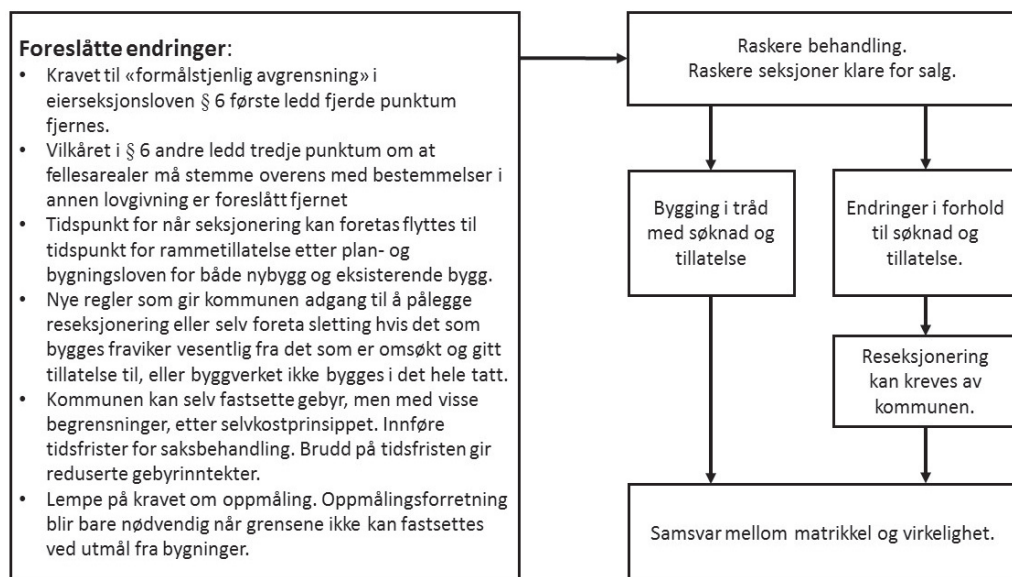 Foreslåtte endringer:
• Kravet til «formålstjenlig avgrensning» i
eierseksjonsloven § 6 første ledd fjerde punktum
fjernes.
• Vilkåret i § 6 andre ledd tredje punktum om at
fellesarealer må stemme overens med bestemmelser i
annen lovgivning er foreslått fjernet
• Tidspunkt for når seksjonering kan foretas flyttes til
tidspunkt for rammetillatelse etter plan- og
bygningsloven for både nybygg og eksisterende bygg.
• Nye regler som gir kommunen adgang til å pålegge
reseksjonering eller selv foreta sletting hvis det som
bygges fraviker vesentlig fra det som er omsøkt og gitt
tillatelse til, eller byggverket ikke bygges i det hele tatt.
• Kommunen kan selv fastsette gebyr, men med visse
begrensninger, etter selvkostprinsippet. Innføre
tidsfrister for saksbehandling. Brudd på tidsfristen gir
reduserte gebyrinntekter.
• Lempe på kravet om oppmåling. Oppmålingsforretning
blir bare nødvendig når grensene ikke kan fastsettes
ved utmål fra bygninger.
Raskere behandling.
Raskere seksjoner klare for salg.
Bygging i tråd
med søknad og
tillatelse
Endringer i forhold
til søknad og
tillatelse.
Reseksjonering
kan kreves av
kommunen.
Samsvar mellom matrikkel og virkelighet.